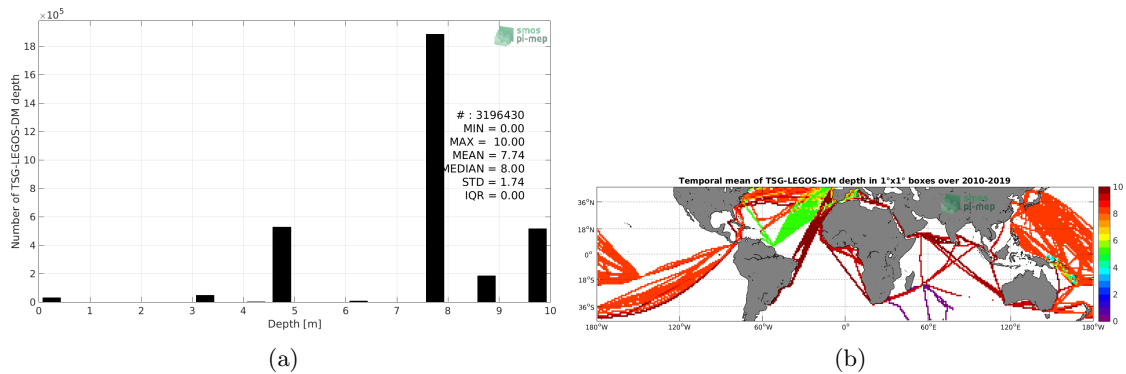 ×10⁵
smos
pi-mep
18
16
14
12
10
8
6
4
2
0
Number of TSG-LEGOS-DM depth
# : 3196430
MIN = 0.00
MAX = 10.00
MEAN = 7.74
MEDIAN = 8.00
STD = 1.74
IQR = 0.00
0 1 2 3 4 5 6 7 8 9 10
Depth [m]
(a)
Temporal mean of TSG-LEGOS-DM depth in 1°x1° boxes over 2010-2019
smos
pi-mep
36°N
18°N
0°
18°S
36°S
180°W 120°W 60°W 0° 60°E 120°E 180°W
10
8
6
4
2
0
(b)